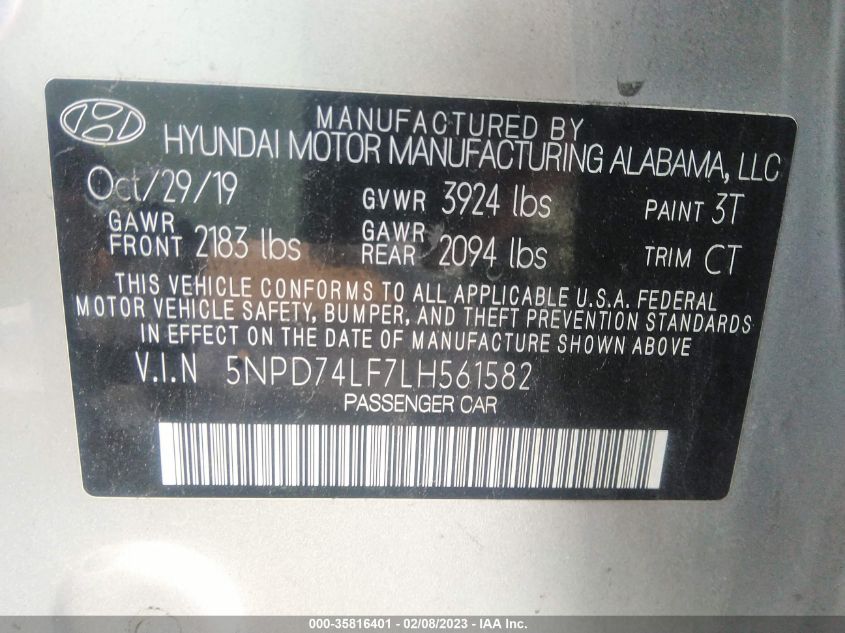 MANUFACTURED BY
HYUNDAI MOTOR MANUFACTURING ALABAMA, LLC
Oct/29/19 GVWR 3924 lbs PAINT 3T
GAWR FRONT 2183 lbs GAWR REAR 2094 lbs TRIM CT
THIS VEHICLE CONFORMS TO ALL APPLICABLE U.S.A. FEDERAL
MOTOR VEHICLE SAFETY, BUMPER, AND THEFT PREVENTION STANDARDS
IN EFFECT ON THE DATE OF MANUFACTURE SHOWN ABOVE
V.I.N 5NPD74LF7LH561582
PASSENGER CAR
000-35816401 - 02/08/2023 - IAA Inc.